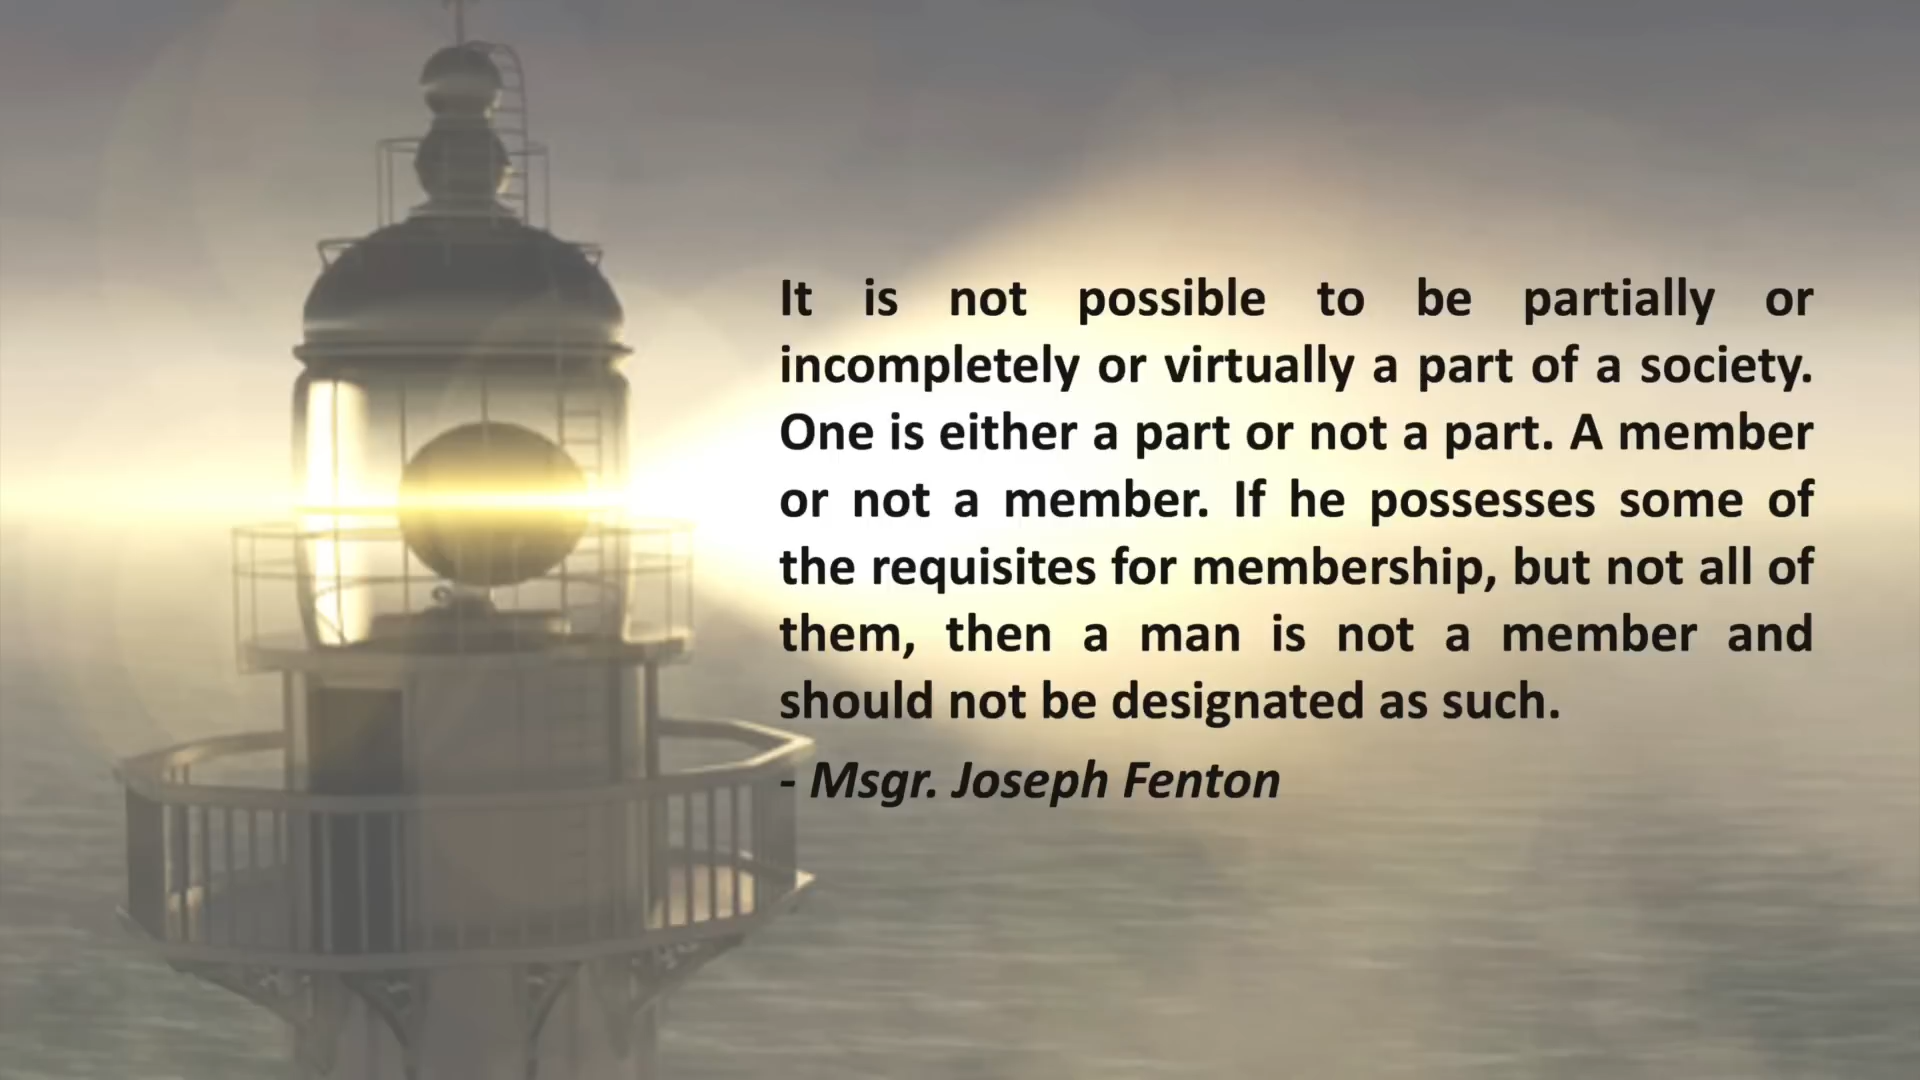 It is not possible to be partially or
incompletely or virtually a part of a society.
One is either a part or not a part. A member
or not a member. If he possesses some of
the requisites for membership, but not all of
them, then a man is not a member and
should not be designated as such.
- Msgr. Joseph Fenton